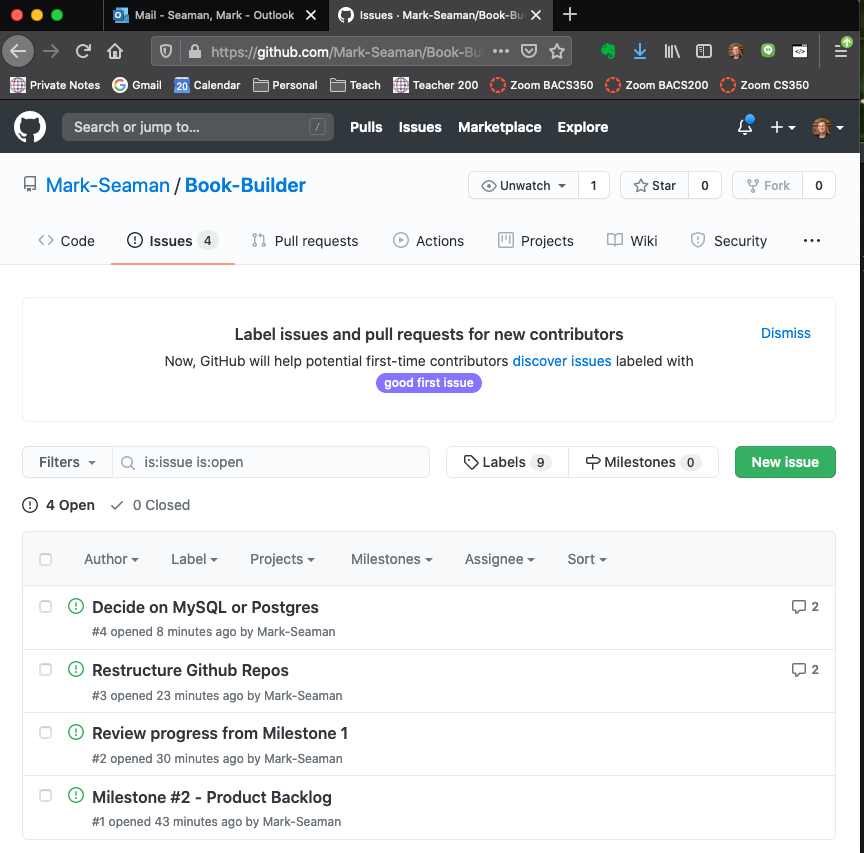 Mail - Seaman, Mark - Outlook
Issues · Mark-Seaman/Book-Bu
https://github.com/Mark-Seaman/Book-Bu
Private Notes Gmail 20 Calendar Personal Teach Teacher 200 Zoom BACS350 Zoom BACS200 Zoom CS350
Search or jump to... / Pulls Issues Marketplace Explore
Mark-Seaman / Book-Builder Unwatch 1 Star 0 Fork 0
Code Issues 4 Pull requests Actions Projects Wiki Security
Label issues and pull requests for new contributors Dismiss
Now, GitHub will help potential first-time contributors discover issues labeled with
good first issue
Filters is:issue is:open Labels 9 Milestones 0 New issue
4 Open 0 Closed
Author Label Projects Milestones Assignee Sort
Decide on MySQL or Postgres 2
#4 opened 8 minutes ago by Mark-Seaman
Restructure Github Repos 2
#3 opened 23 minutes ago by Mark-Seaman
Review progress from Milestone 1
#2 opened 30 minutes ago by Mark-Seaman
Milestone #2 - Product Backlog
#1 opened 43 minutes ago by Mark-Seaman